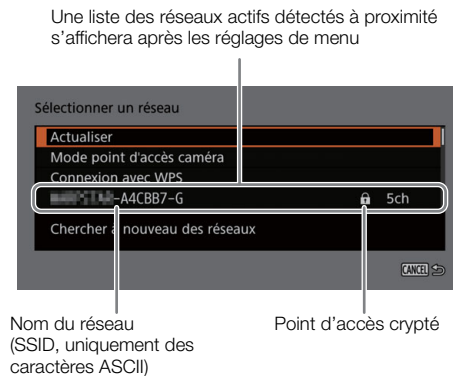 Une liste des réseaux actifs détectés à proximité
s'affichera après les réglages de menu
Sélectionner un réseau
Actualiser
Mode point d'accès caméra
Connexion avec WPS
-A4CBB7-G 5ch
Chercher à nouveau des réseaux
CANCEL
Nom du réseau
(SSID, uniquement des
caractères ASCII)
Point d'accès crypté